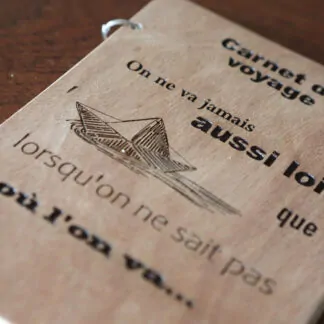 Carnet d
voyage
On ne va jamais
aussi loi
que
lorsqu'on ne sait pas
où l'on va...